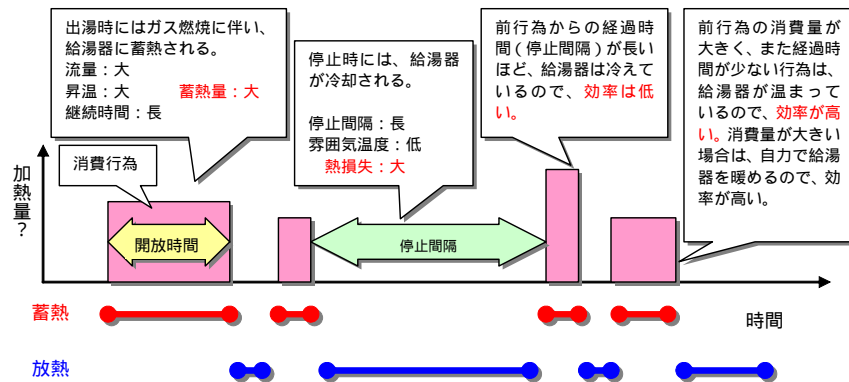 出湯時にはガス燃焼に伴い、
給湯器に蓄熱される。
流量：大
昇温：大　蓄熱量：大
継続時間：長
停止時には、給湯器
が冷却される。
停止間隔：長
雰囲気温度：低
熱損失：大
前行為からの経過時
間（停止間隔）が長い
ほど、給湯器は冷えて
いるので、効率は低
い。
前行為の消費量が
大きく、また経過時
間が少ない行為は、
給湯器が温まって
いるので、効率が高
い。消費量が大きい
場合は、自力で給湯
器を暖めるので、効
率が高い。
消費行為
加熱量？
開放時間
停止間隔
時間
蓄熱
放熱